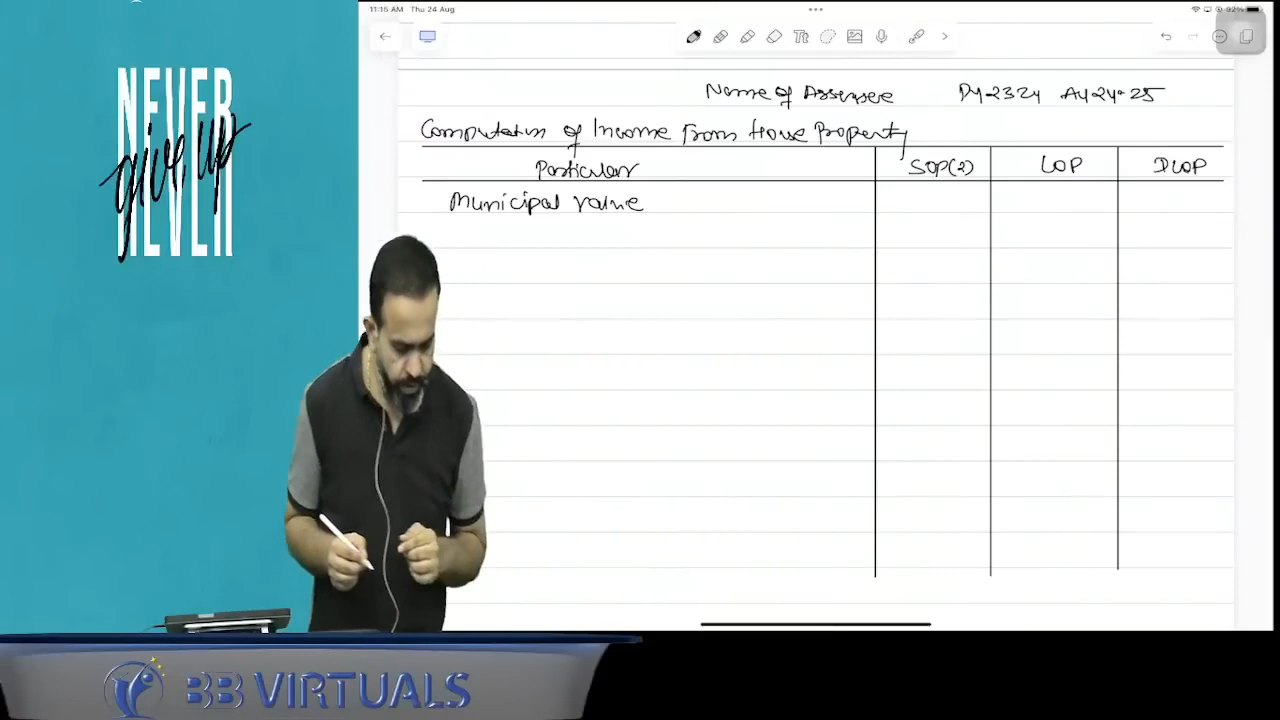 11:15 AM Thu 24 Aug
92%
NEVER
give up
NEVER
Name of Assessee PY 2324 AY 24-25
Computation of Income From House Property
Particular SOP(2) LOP DLOP
Municipal value
BB VIRTUALS